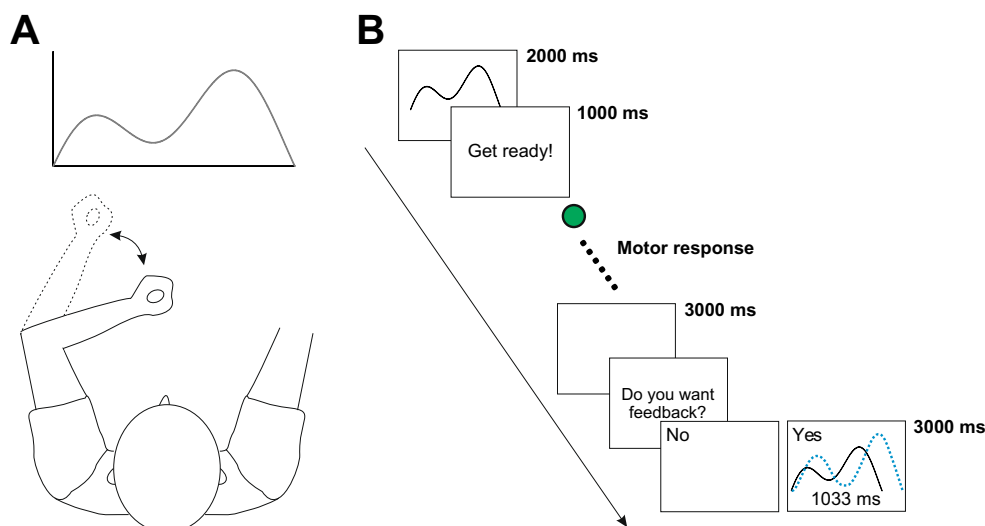 A
B
2000 ms
1000 ms
Get ready!
Motor response
3000 ms
Do you want
feedback?
No
Yes
3000 ms
1033 ms